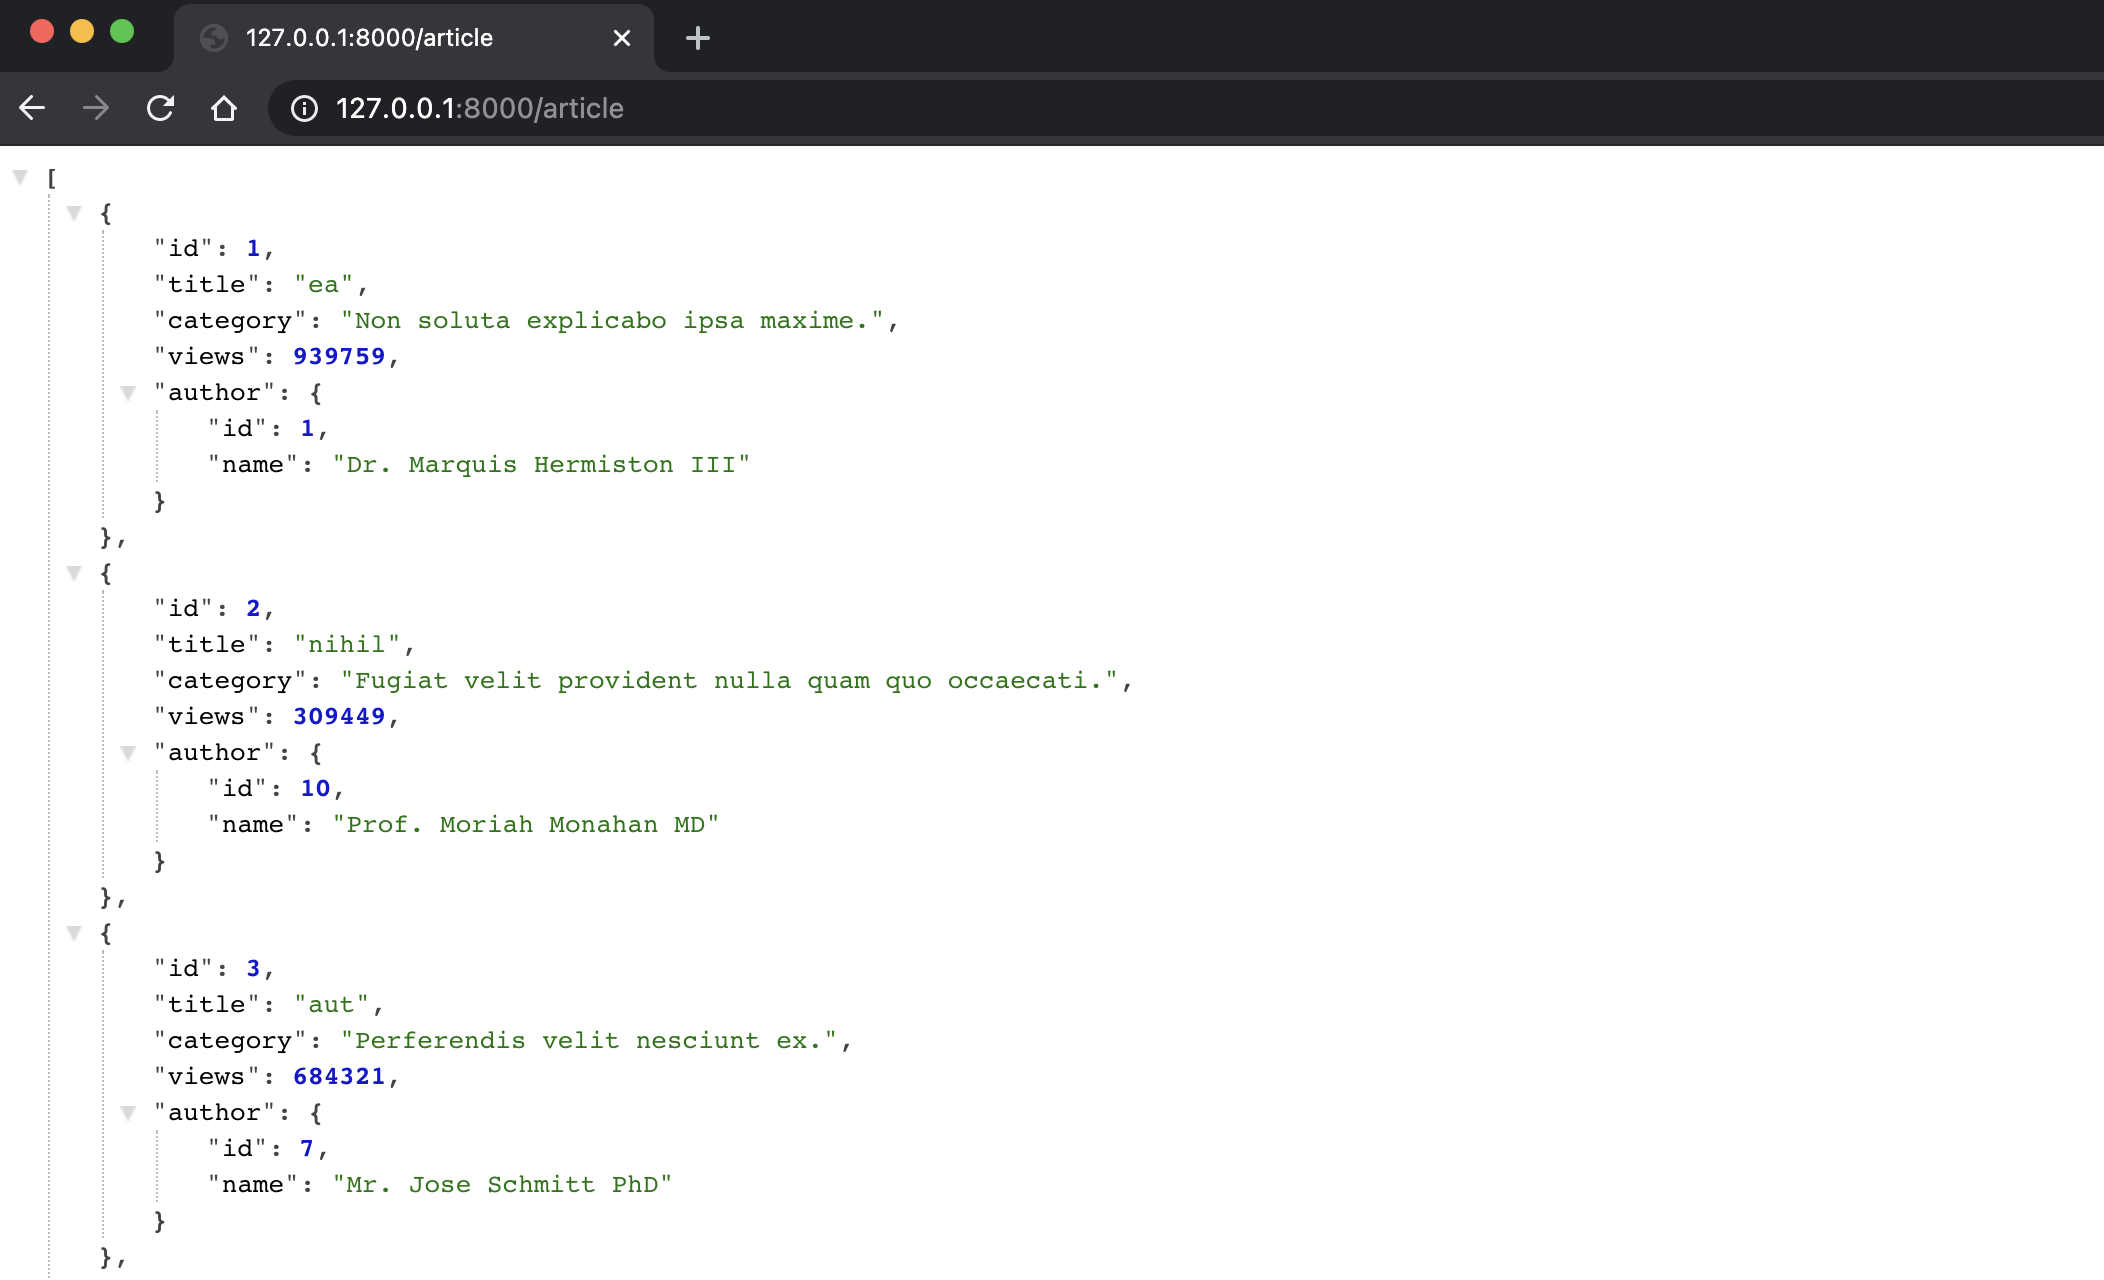 127.0.0.1:8000/article
127.0.0.1:8000/article
[
{
"id": 1,
"title": "ea",
"category": "Non soluta explicabo ipsa maxime.",
"views": 939759,
"author": {
"id": 1,
"name": "Dr. Marquis Hermiston III"
}
},
{
"id": 2,
"title": "nihil",
"category": "Fugiat velit provident nulla quam quo occaecati.",
"views": 309449,
"author": {
"id": 10,
"name": "Prof. Moriah Monahan MD"
}
},
{
"id": 3,
"title": "aut",
"category": "Perferendis velit nesciunt ex.",
"views": 684321,
"author": {
"id": 7,
"name": "Mr. Jose Schmitt PhD"
}
},